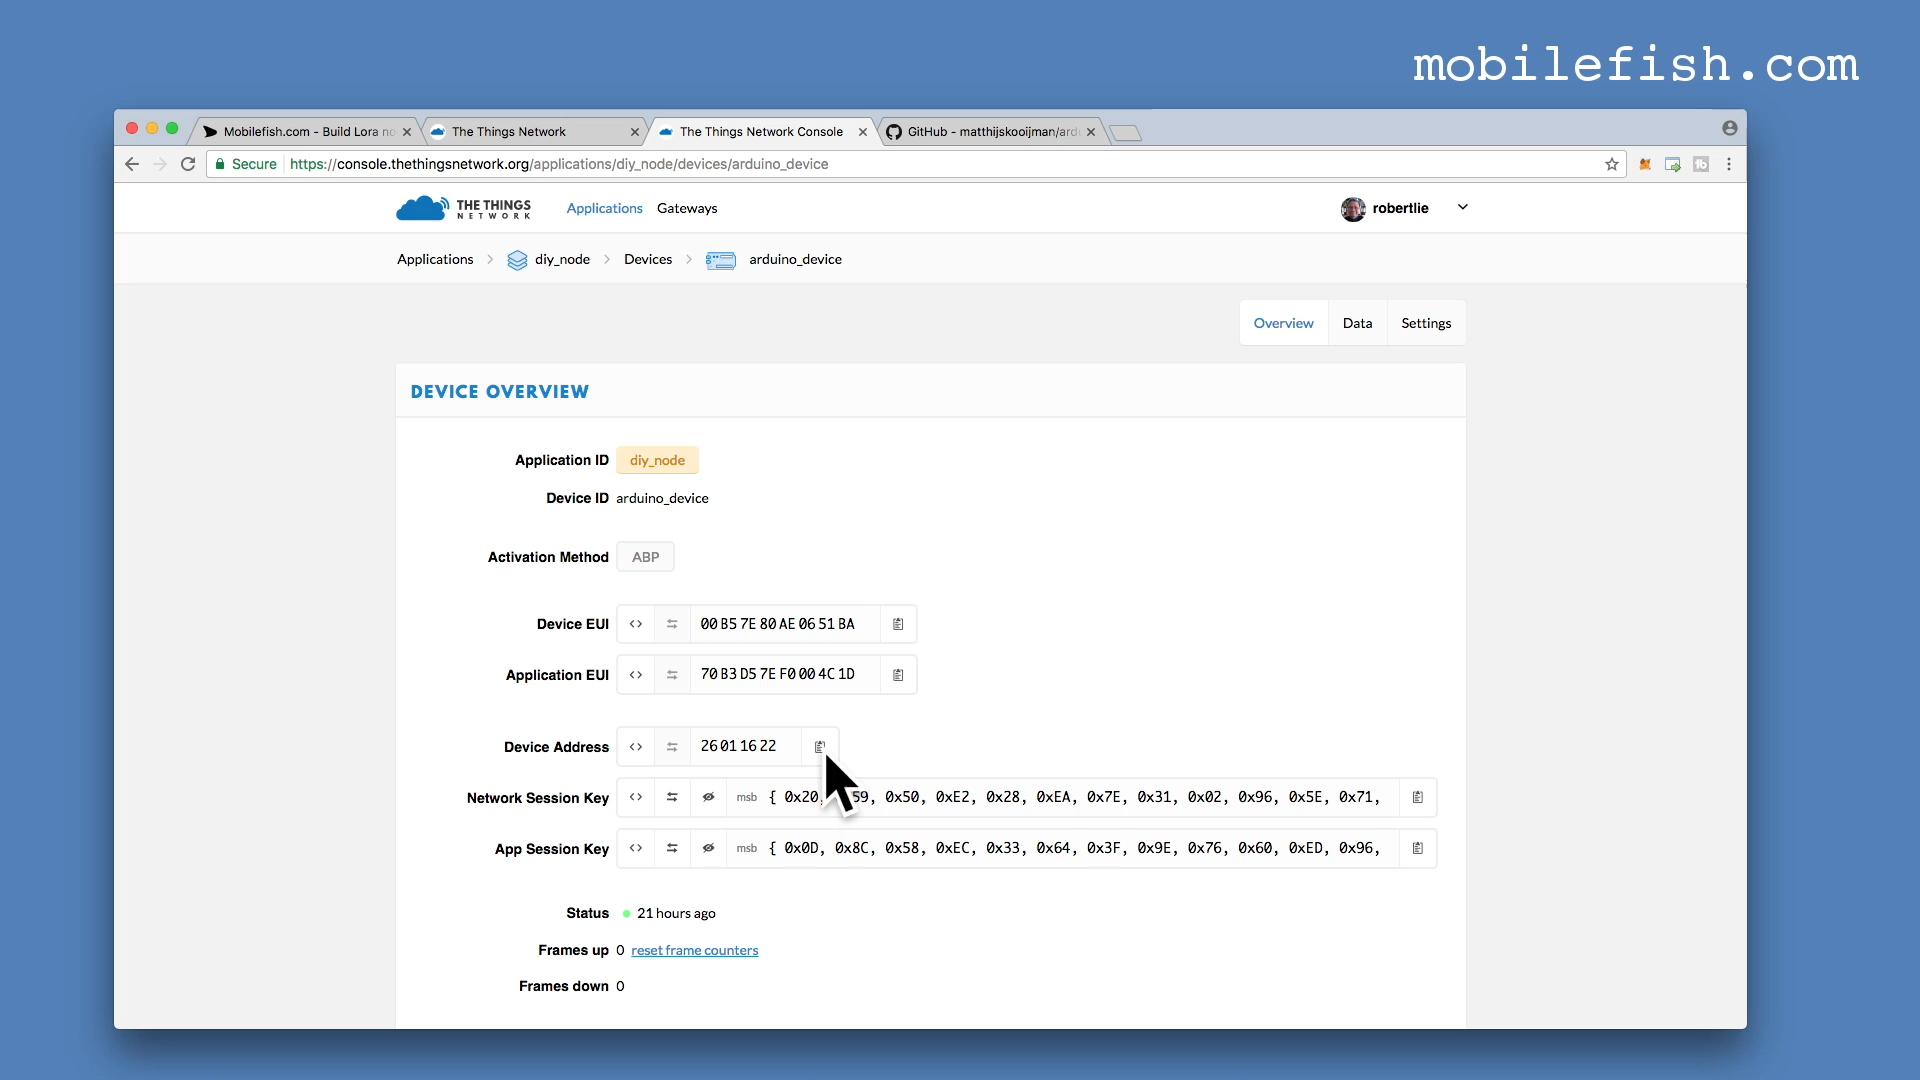 mobilefish.com
Mobilefish.com - Build Lora no
The Things Network
The Things Network Console
GitHub - matthijskooijman/ard
Secure
https://console.thethingsnetwork.org/applications/diy_node/devices/arduino_device
THE THINGS
NETWORK
Applications
Gateways
robertlie
Applications
diy_node
Devices
arduino_device
Overview
Data
Settings
DEVICE OVERVIEW
Application ID diy_node
Device ID arduino_device
Activation Method ABP
Device EUI <> 00 B5 7E 80 AE 06 51 BA
Application EUI <> 70 B3 D5 7E F0 00 4C 1D
Device Address <> 26 01 16 22
Network Session Key <> msb { 0x20, 59, 0x50, 0xE2, 0x28, 0xEA, 0x7E, 0x31, 0x02, 0x96, 0x5E, 0x71,
App Session Key <> msb { 0x0D, 0x8C, 0x58, 0xEC, 0x33, 0x64, 0x3F, 0x9E, 0x76, 0x60, 0xED, 0x96,
Status 21 hours ago
Frames up 0 reset frame counters
Frames down 0